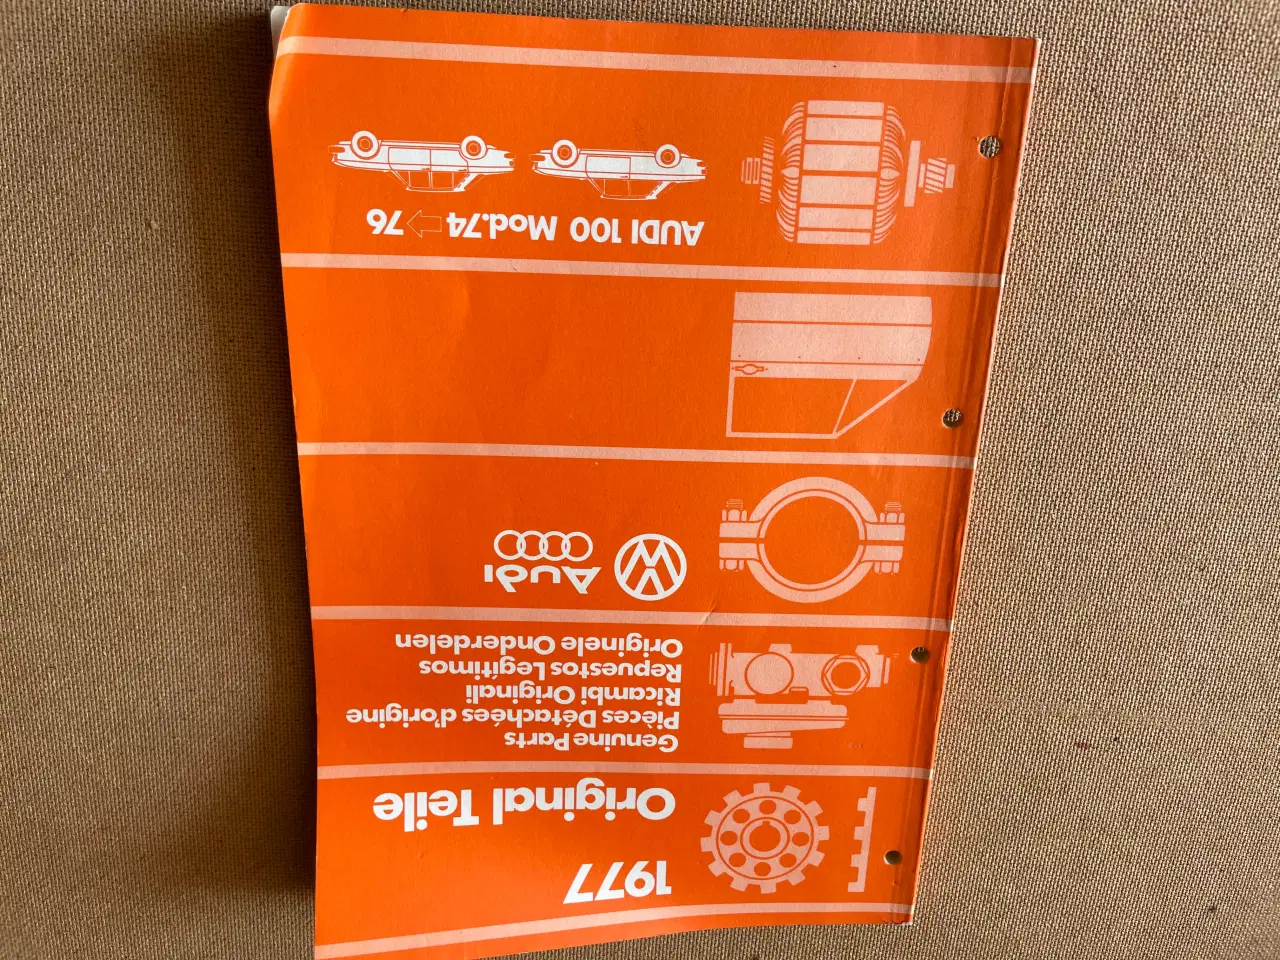 1977
Original Teile
Genuine Parts
Pièces Détachées d'origine
Ricambi Originali
Repuestos Legítimos
Originele Onderdelen
VW Audi
AUDI 100 Mod.74 ⇨ 76